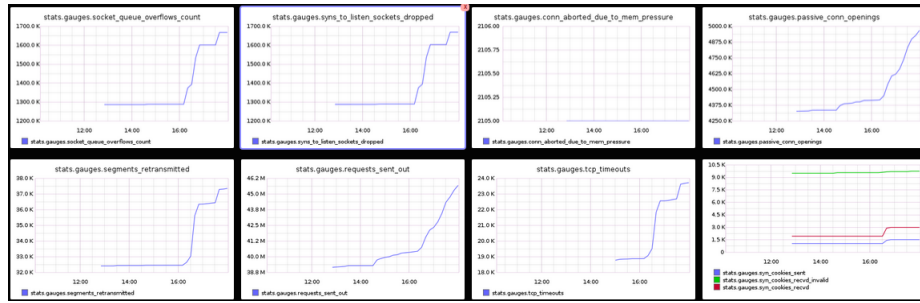 stats.gauges.socket_queue_overflows_count
1700.0 K
1600.0 K
1500.0 K
1400.0 K
1300.0 K
1200.0 K
12:00 14:00 16:00
stats.gauges.socket_queue_overflows_count
x
stats.gauges.syns_to_listen_sockets_dropped
1700.0 K
1600.0 K
1500.0 K
1400.0 K
1300.0 K
1200.0 K
12:00 14:00 16:00
stats.gauges.syns_to_listen_sockets_dropped
stats.gauges.conn_aborted_due_to_mem_pressure
2106.00
2105.75
2105.50
2105.25
2105.00
12:00 14:00 16:00
stats.gauges.conn_aborted_due_to_mem_pressure
stats.gauges.passive_conn_openings
5000.0 K
4875.0 K
4750.0 K
4625.0 K
4500.0 K
4375.0 K
4250.0 K
12:00 14:00 16:00
stats.gauges.passive_conn_openings
stats.gauges.segments_retransmitted
38.0 K
37.0 K
36.0 K
35.0 K
34.0 K
33.0 K
32.0 K
12:00 14:00 16:00
stats.gauges.segments_retransmitted
stats.gauges.requests_sent_out
46.2 M
45.0 M
43.8 M
42.5 M
41.2 M
40.0 M
38.8 M
12:00 14:00 16:00
stats.gauges.requests_sent_out
stats.gauges.tcp_timeouts
24.0 K
23.0 K
22.0 K
21.0 K
20.0 K
19.0 K
18.0 K
12:00 14:00 16:00
stats.gauges.tcp_timeouts
10.5 K
9.0 K
7.5 K
6.0 K
4.5 K
3.0 K
1.5 K
0
12:00 14:00 16:00
stats.gauges.syn_cookies_sent
stats.gauges.syn_cookies_recvd_invalid
stats.gauges.syn_cookies_recvd